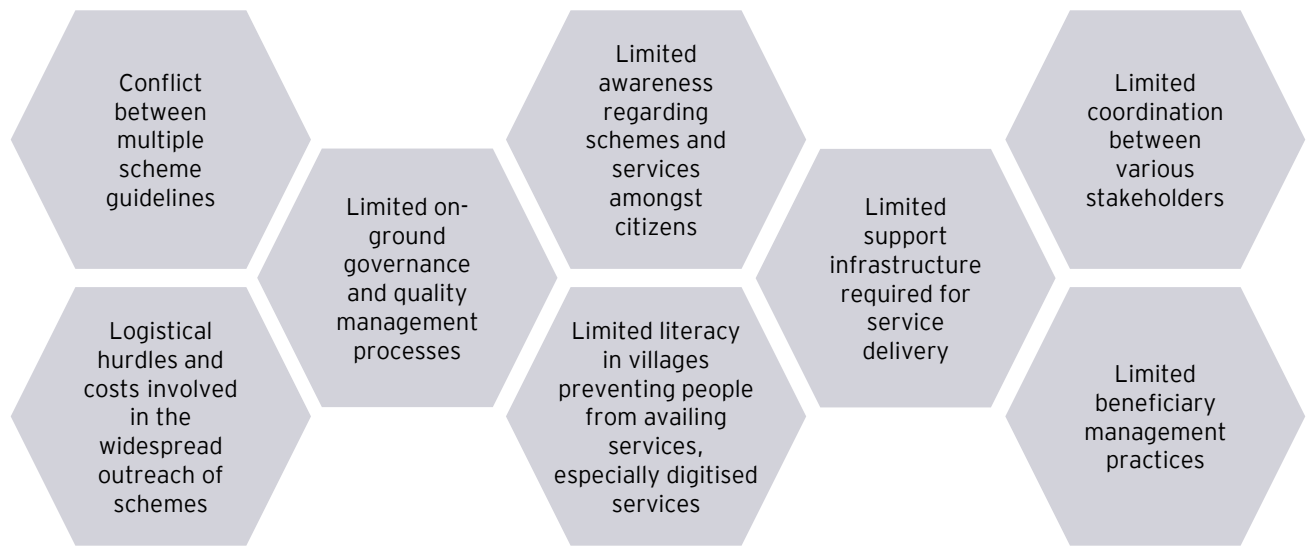 Conflict
between
multiple
scheme
guidelines
Logistical
hurdles and
costs involved
in the
widespread
outreach of
schemes
Limited on-
ground
governance
and quality
management
processes
Limited
awareness
regarding
schemes and
services
amongst
citizens
Limited literacy
in villages
preventing people
from availing
services,
especially digitised
services
Limited
support
infrastructure
required for
service
delivery
Limited
coordination
between
various
stakeholders
Limited
beneficiary
management
practices